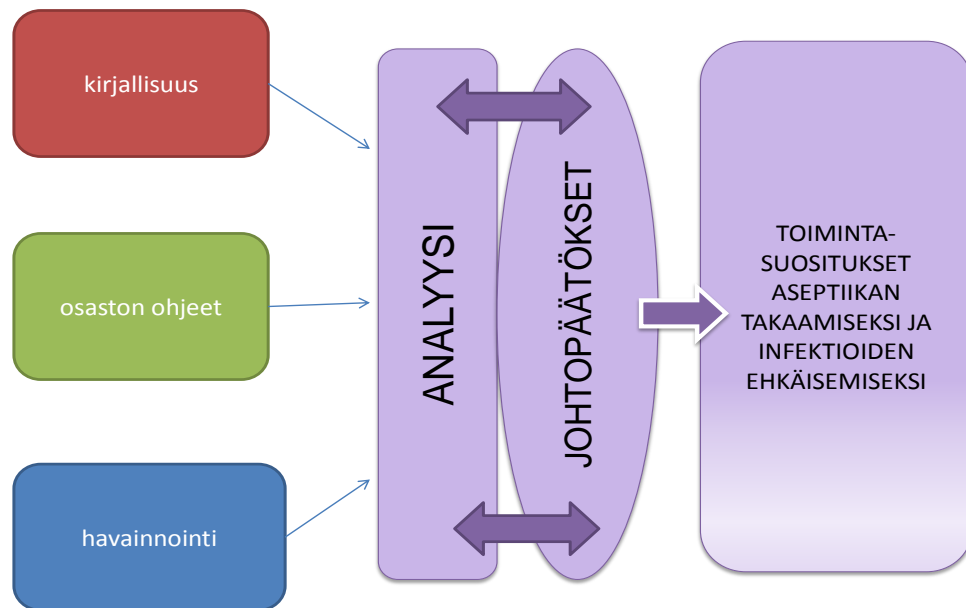 kirjallisuus
osaston ohjeet
havainnointi
ANALYYSI
JOHTOPÄÄTÖKSET
TOIMINTA-
SUOSITUKSET
ASEPTIIKAN
TAKAAMISEKSI JA
INFEKTIOIDEN
EHKÄISEMISEKSI